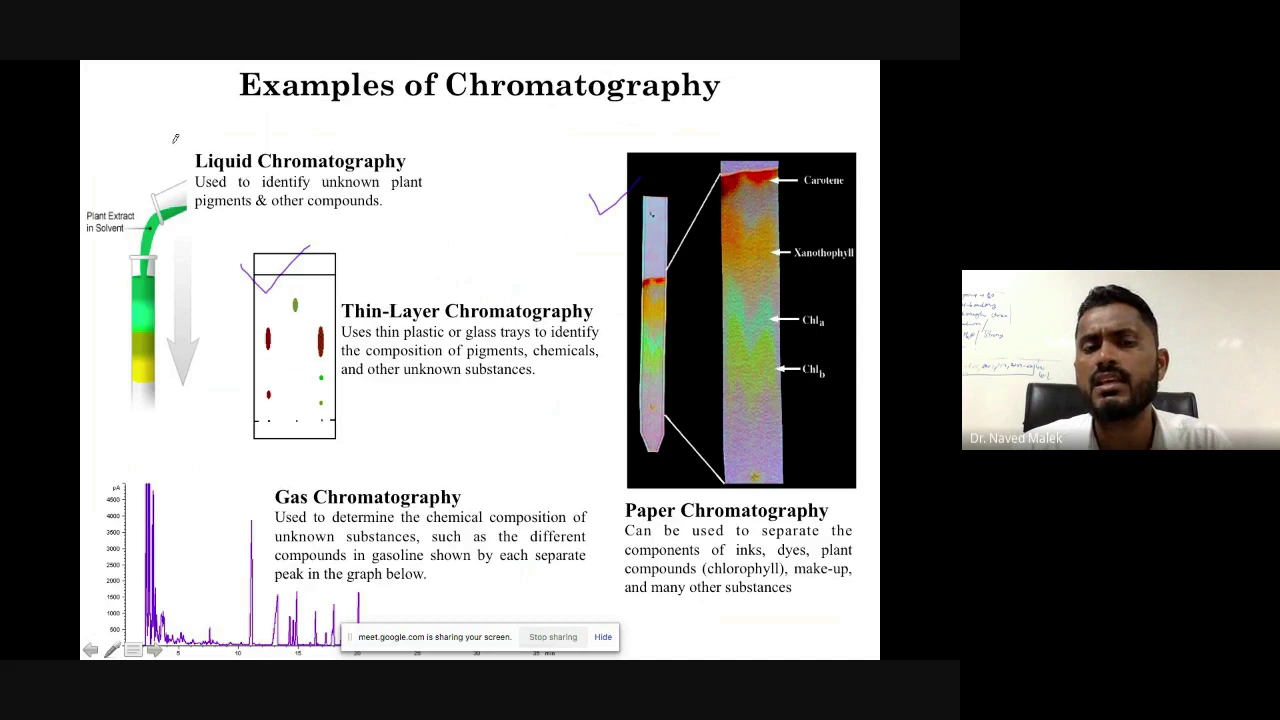 Examples of Chromatography
Liquid Chromatography
Used to identify unknown plant
pigments & other compounds.
Plant Extract
in Solvent
Thin-Layer Chromatography
Uses thin plastic or glass trays to identify
the composition of pigments, chemicals,
and other unknown substances.
Carotene
Xanothophyll
Chla
Chlb
Paper Chromatography
Can be used to separate the
components of inks, dyes, plant
compounds (chlorophyll), make-up,
and many other substances
Gas Chromatography
Used to determine the chemical composition of
unknown substances, such as the different
compounds in gasoline shown by each separate
peak in the graph below.
pA
4500
4000
3500
3000
2500
2000
1500
1000
500
5
10
15
20
25
30
35
min
meet.google.com is sharing your screen.
Stop sharing
Hide
Dr. Naved Malek